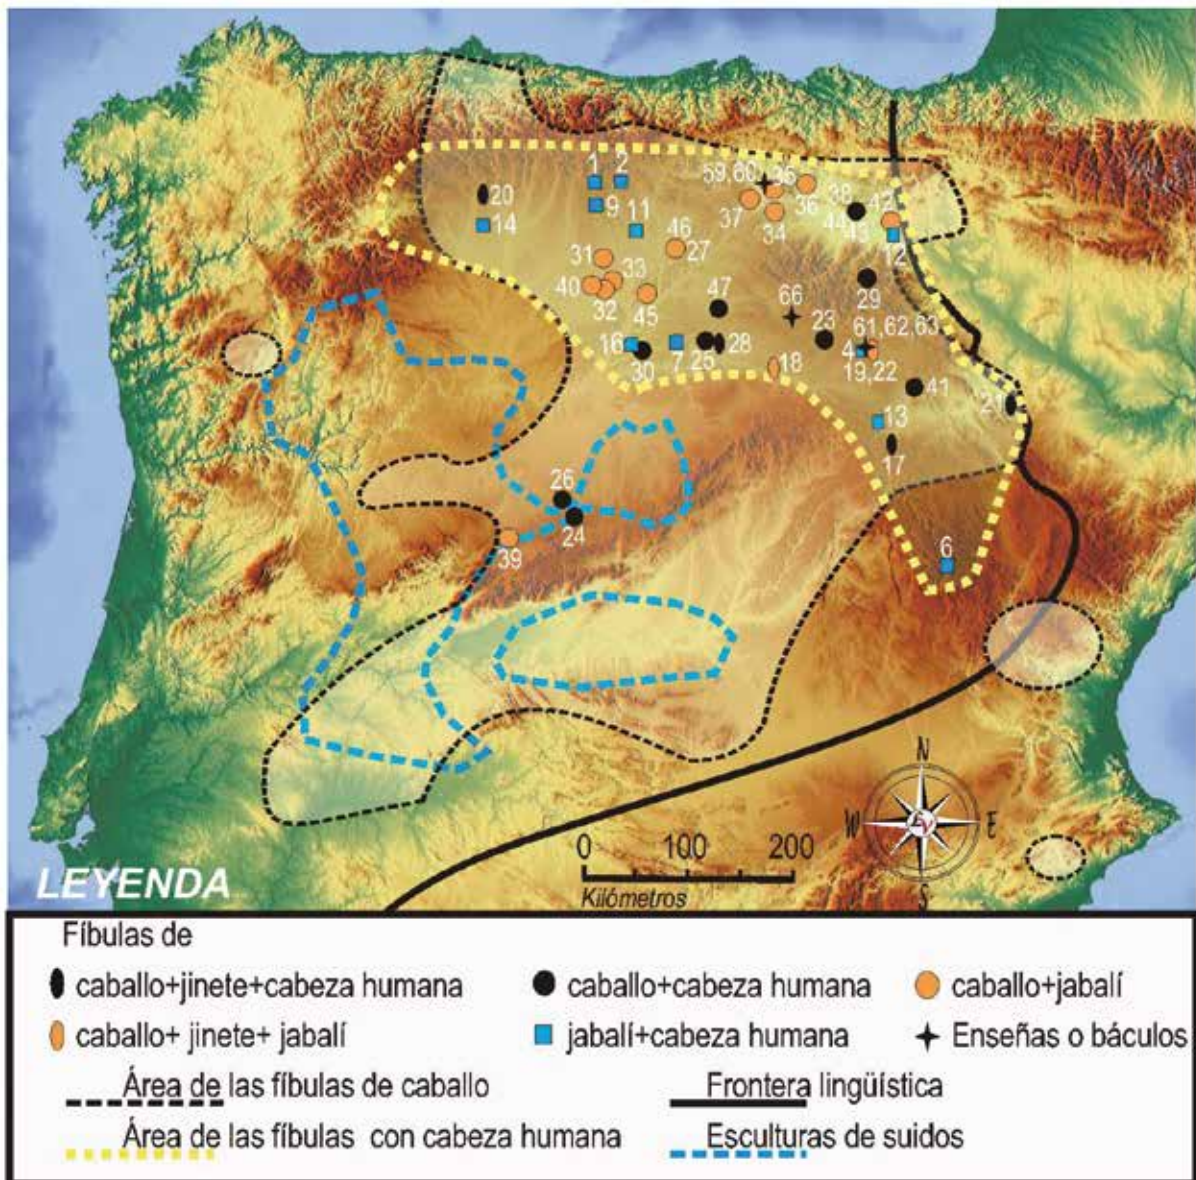 1 2 59,60 35
20 9 37 36 38 42
14 11 34 44 43
46
31 27 12
33
40 32 47 29
45 66 23 61, 62, 63
16 28 4
30 7 25 18 19,22
41 21
13
17
26
24
39 6
N
W E
S
0 100 200
Kilómetros
LEYENDA
Fíbulas de
caballo+jinete+cabeza humana caballo+cabeza humana caballo+jabalí
caballo+ jinete+ jabalí jabalí+cabeza humana Enseñas o báculos
Área de las fíbulas de caballo Frontera lingüística
Área de las fíbulas con cabeza humana Esculturas de suidos